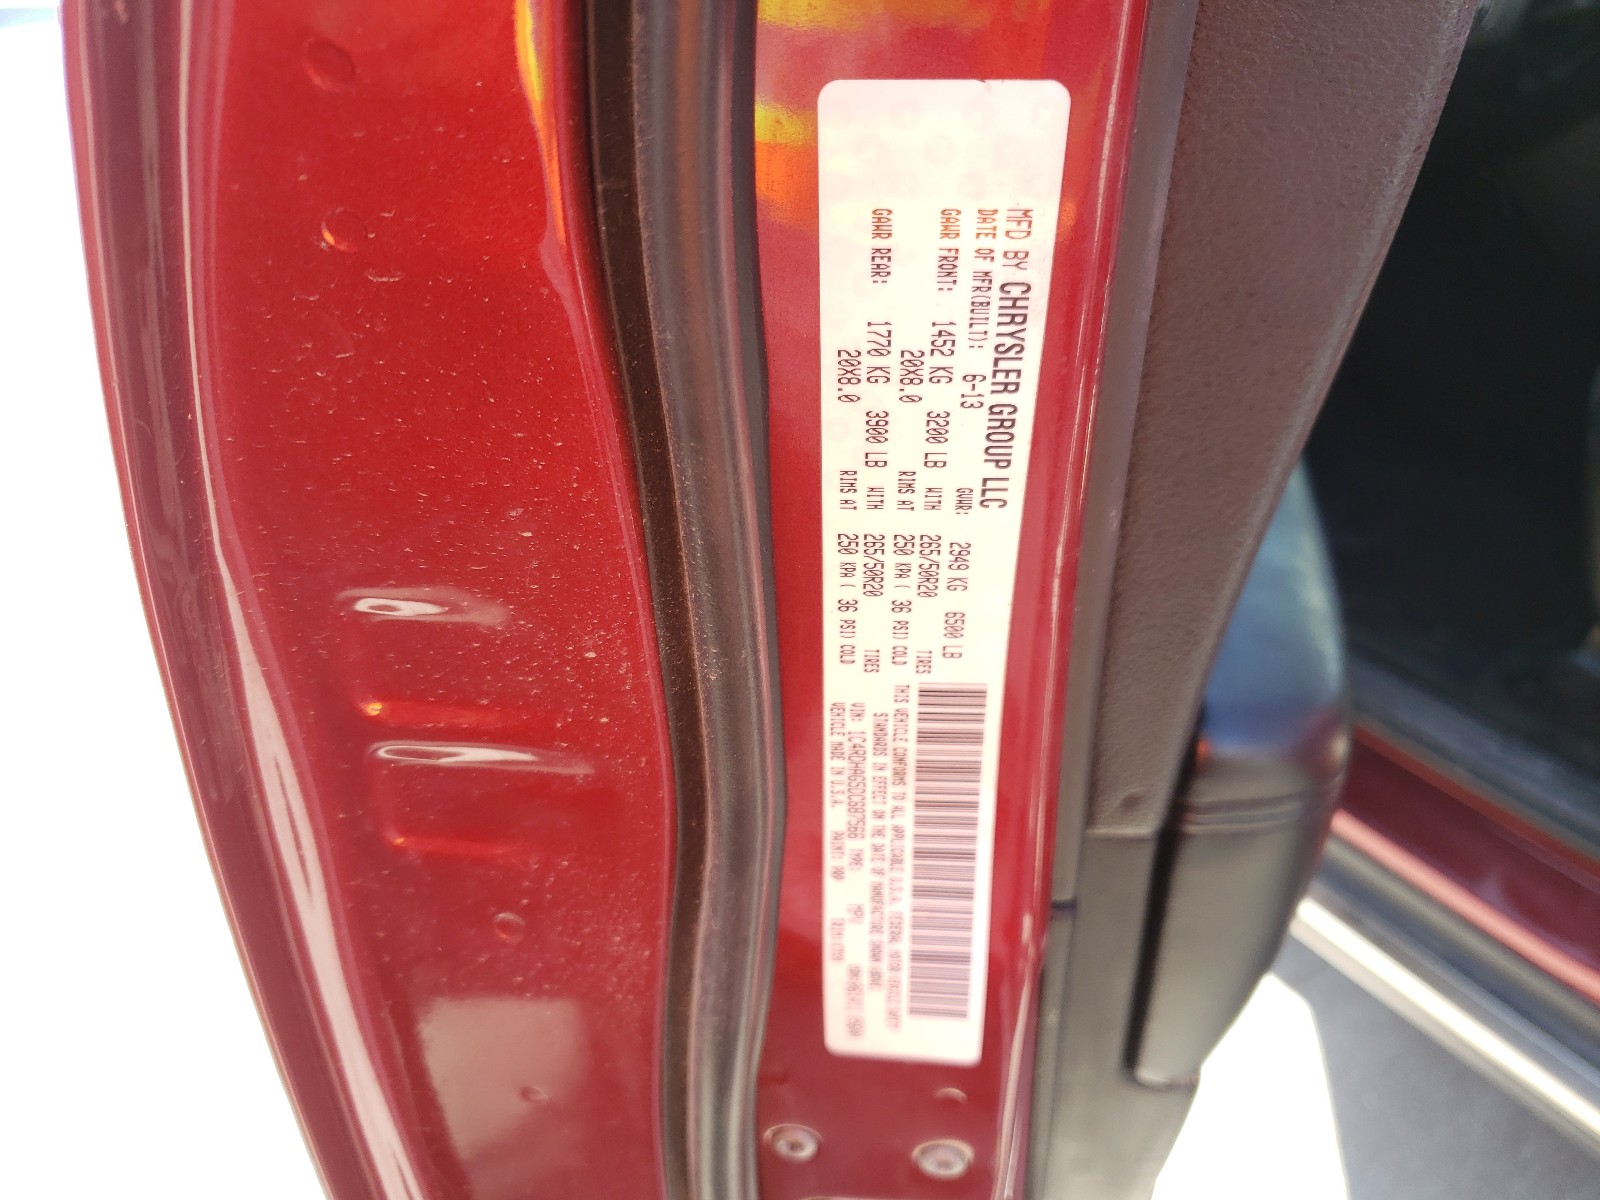 MFD BY CHRYSLER GROUP LLC
DATE OF MFR(BUILT): 6-13 GVWR: 2949 KG 6500 LB
GAWR FRONT: 1452 KG 3200 LB WITH 265/50R20 TIRES
20X8.0 RIMS AT 250 KPA ( 36 PSI) COLD
GAWR REAR: 1770 KG 3900 LB WITH 265/50R20 TIRES
20X8.0 RIMS AT 250 KPA ( 36 PSI) COLD
THIS VEHICLE CONFORMS TO ALL APPLICABLE U.S.A. FEDERAL MOTOR VEHICLE SAFETY
STANDARDS IN EFFECT ON THE DATE OF MANUFACTURE SHOWN ABOVE.
VIN: 1C4RDHAG5DC687566 TYPE: MPV
VEHICLE MADE IN U.S.A. PAINT: PRP